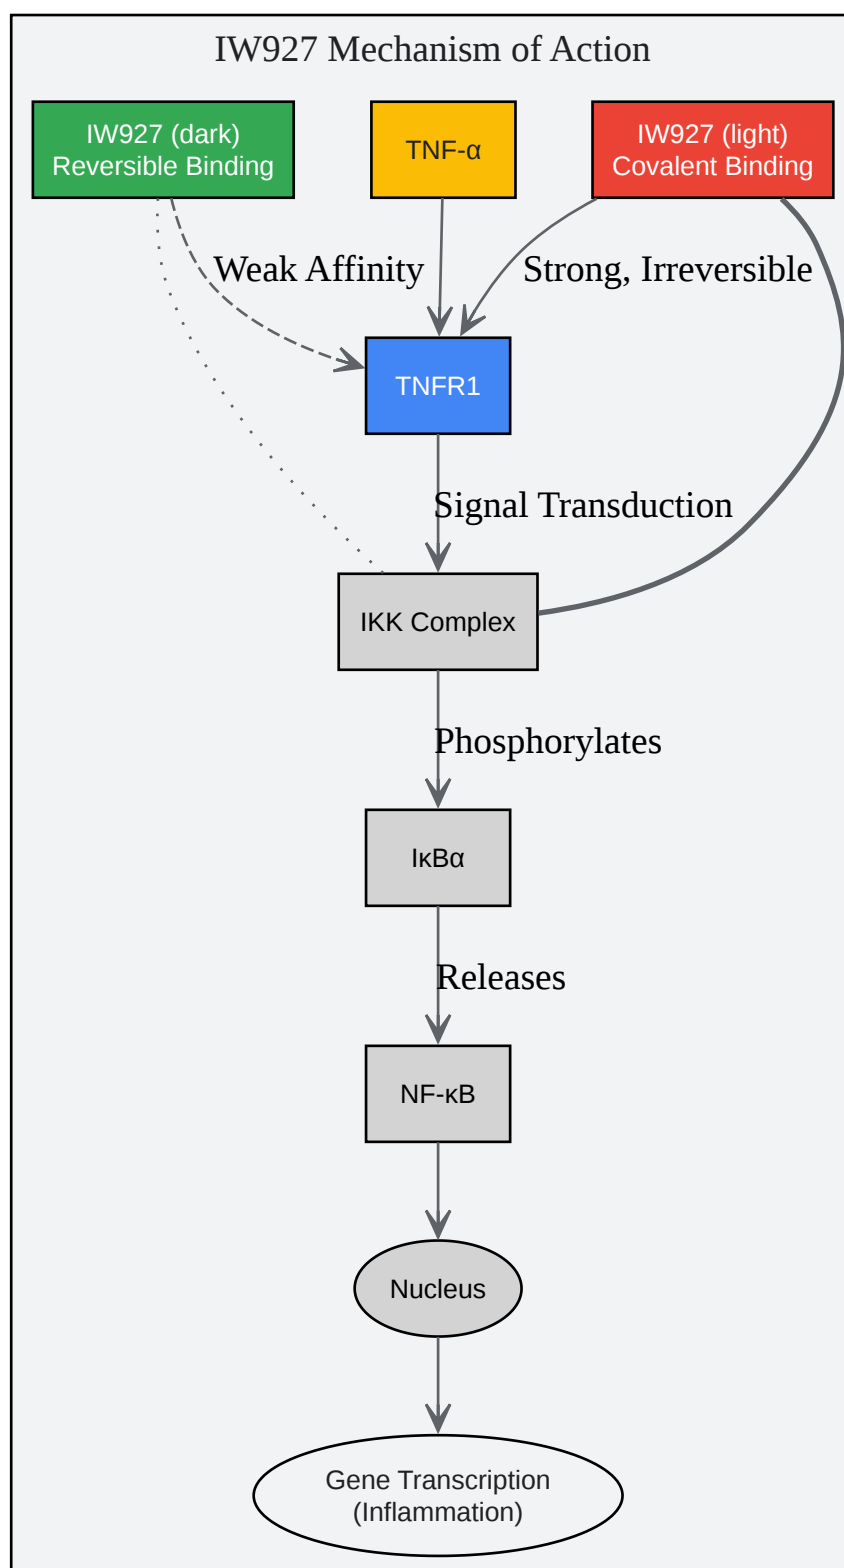 IW927 Mechanism of Action
IW927 (dark)
Reversible Binding
TNF-α
IW927 (light)
Covalent Binding
Weak Affinity
Strong, Irreversible
TNFR1
Signal Transduction
IKK Complex
Phosphorylates
IκBα
Releases
NF-κB
Nucleus
Gene Transcription
(Inflammation)